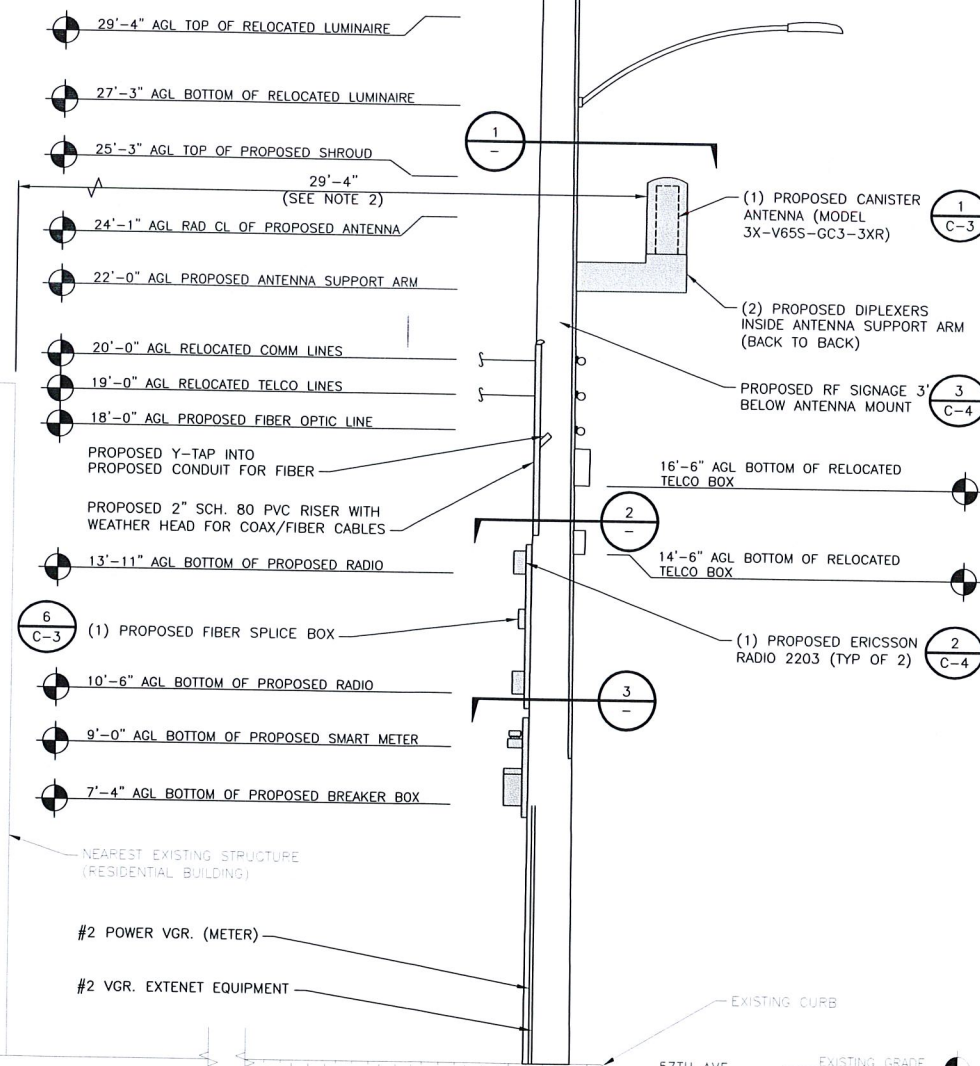 29'-4" AGL TOP OF RELOCATED LUMINAIRE
27'-3" AGL BOTTOM OF RELOCATED LUMINAIRE
25'-3" AGL TOP OF PROPOSED SHROUD
29'-4"
(SEE NOTE 2)
24'-1" AGL RAD CL OF PROPOSED ANTENNA
22'-0" AGL PROPOSED ANTENNA SUPPORT ARM
20'-0" AGL RELOCATED COMM LINES
19'-0" AGL RELOCATED TELCO LINES
18'-0" AGL PROPOSED FIBER OPTIC LINE
PROPOSED Y-TAP INTO
PROPOSED CONDUIT FOR FIBER
PROPOSED 2" SCH. 80 PVC RISER WITH
WEATHER HEAD FOR COAX/FIBER CABLES
13'-11" AGL BOTTOM OF PROPOSED RADIO
6
C-3
(1) PROPOSED FIBER SPLICE BOX
10'-6" AGL BOTTOM OF PROPOSED RADIO
9'-0" AGL BOTTOM OF PROPOSED SMART METER
7'-4" AGL BOTTOM OF PROPOSED BREAKER BOX
NEAREST EXISTING STRUCTURE
(RESIDENTIAL BUILDING)
#2 POWER VGR. (METER)
#2 VGR. EXTENET EQUIPMENT
1
-
2
-
3
-
(1) PROPOSED CANISTER
ANTENNA (MODEL
3X-V65S-GC3-3XR)
1
C-3
(2) PROPOSED DIPLEXERS
INSIDE ANTENNA SUPPORT ARM
(BACK TO BACK)
PROPOSED RF SIGNAGE 3'
BELOW ANTENNA MOUNT
3
C-4
16'-6" AGL BOTTOM OF RELOCATED
TELCO BOX
14'-6" AGL BOTTOM OF RELOCATED
TELCO BOX
(1) PROPOSED ERICSSON
RADIO 2203 (TYP OF 2)
2
C-4
EXISTING CURB
57TH AVE
EXISTING GRADE